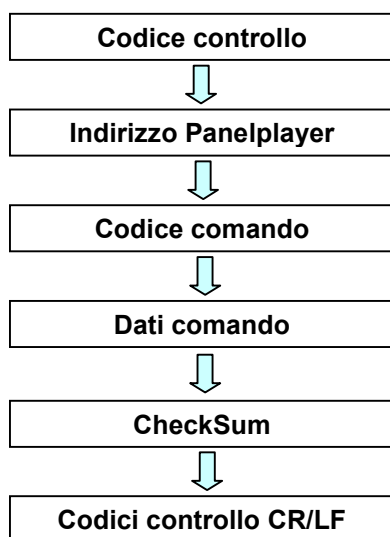 Codice controllo
Indirizzo Panelplayer
Codice comando
Dati comando
CheckSum
Codici controllo CR/LF